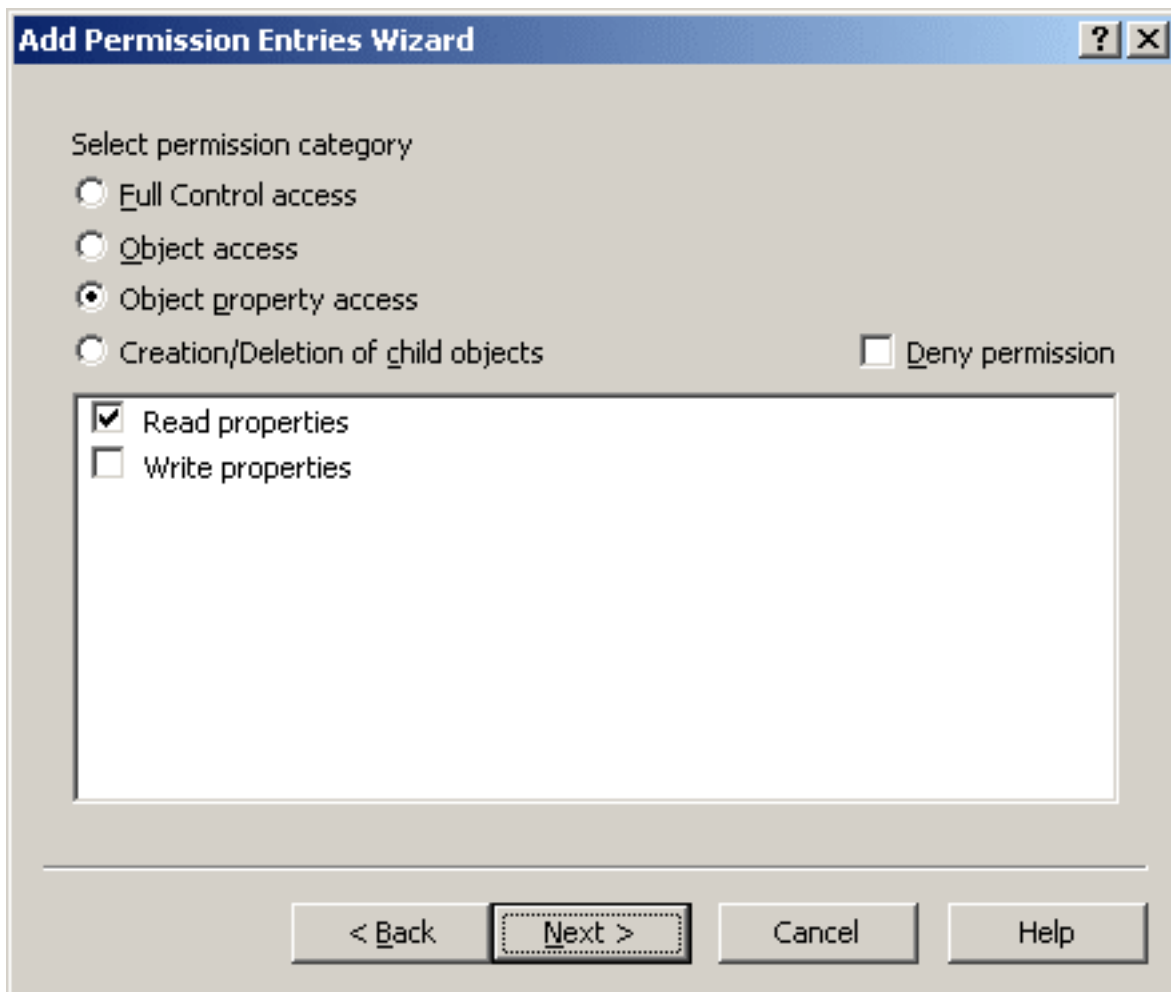 Add Permission Entries Wizard
Select permission category
Full Control access
Object access
Object property access
Creation/Deletion of child objects
Deny permission
Read properties
Write properties
< Back
Next >
Cancel
Help